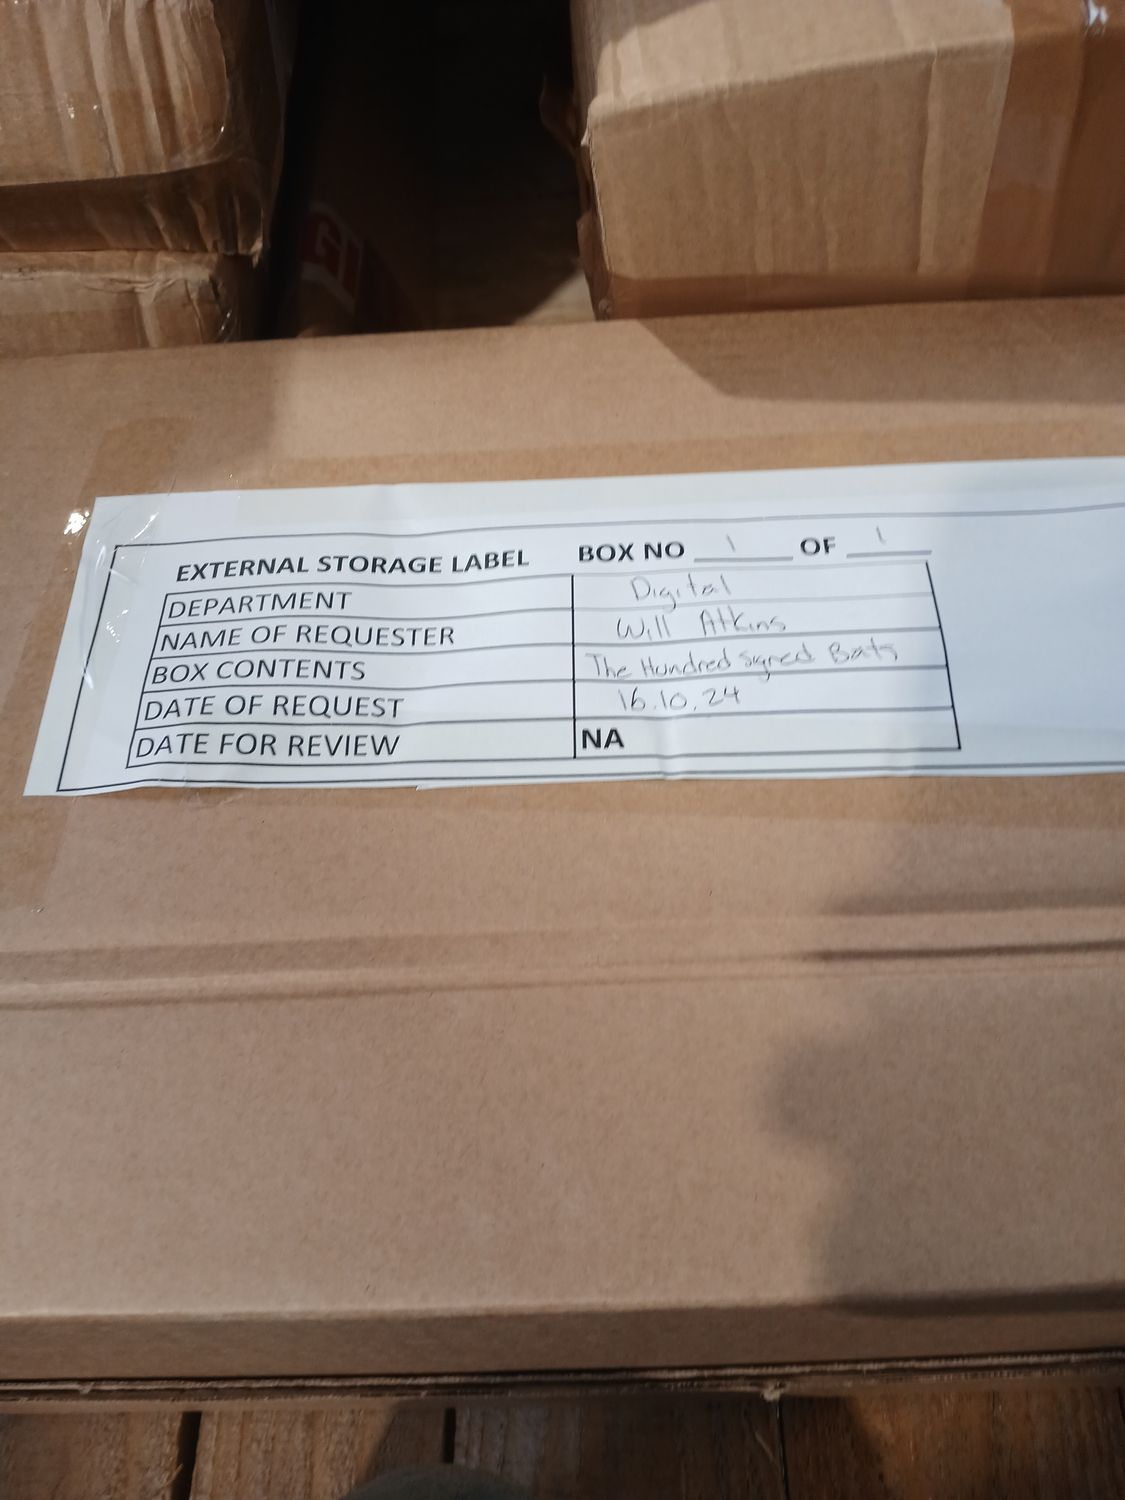 GI
EXTERNAL STORAGE LABEL BOX NO 1 OF 1
DEPARTMENT Digital
NAME OF REQUESTER Will Atkins
BOX CONTENTS The Hundred Signed Bats
DATE OF REQUEST 16.10.24
DATE FOR REVIEW NA